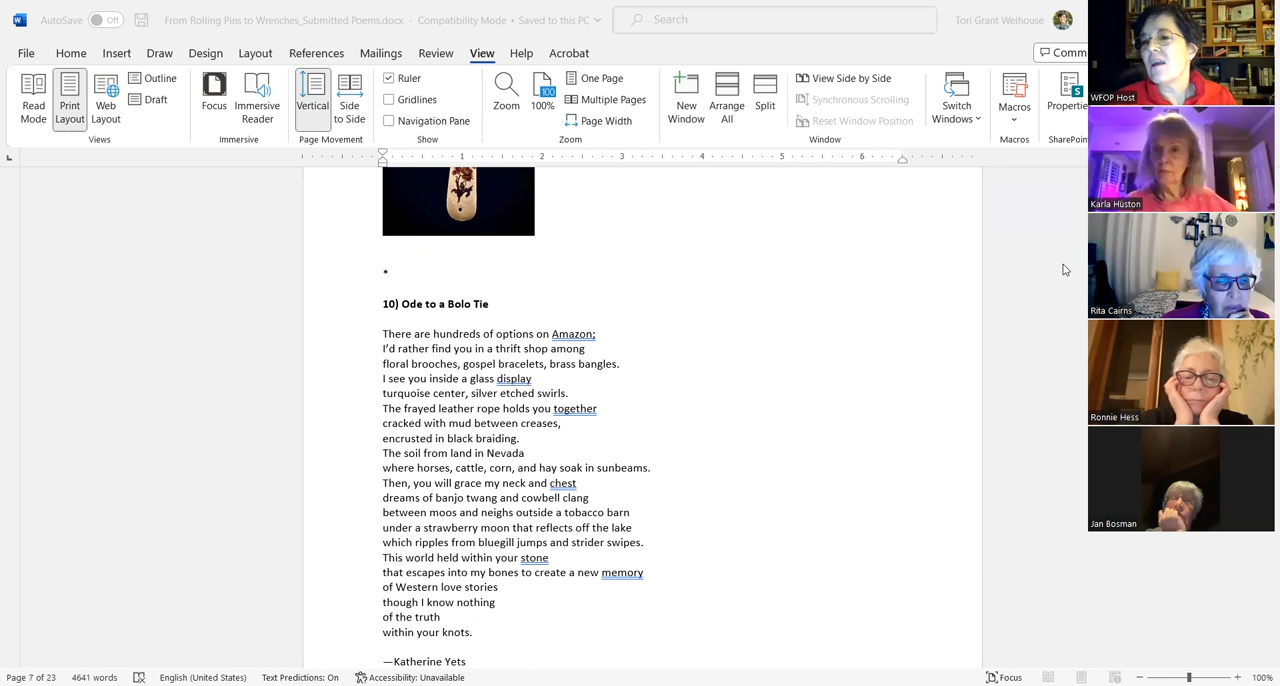 AutoSave Off From Rolling Pins to Wrenches_Submitted Poems.docx - Compatibility Mode • Saved to this PC Search Tori Grant Welhouse
File Home Insert Draw Design Layout References Mailings Review View Help Acrobat Comm
Read Mode
Print Layout
Web Layout
Outline
Draft
Views
Focus
Immersive Reader
Immersive
Vertical
Side to Side
Page Movement
Ruler
Gridlines
Navigation Pane
Show
Zoom
100
100%
One Page
Multiple Pages
Page Width
Zoom
New Window
Arrange All
Split
View Side by Side
Synchronous Scrolling
Reset Window Position
Window
Switch Windows
Macros
Macros
Propertie
SharePoin
1 2 3 4 5 6
*
10) Ode to a Bolo Tie
There are hundreds of options on Amazon;
I'd rather find you in a thrift shop among
floral brooches, gospel bracelets, brass bangles.
I see you inside a glass display
turquoise center, silver etched swirls.
The frayed leather rope holds you together
cracked with mud between creases,
encrusted in black braiding.
The soil from land in Nevada
where horses, cattle, corn, and hay soak in sunbeams.
Then, you will grace my neck and chest
dreams of banjo twang and cowbell clang
between moos and neighs outside a tobacco barn
under a strawberry moon that reflects off the lake
which ripples from bluegill jumps and strider swipes.
This world held within your stone
that escapes into my bones to create a new memory
of Western love stories
though I know nothing
of the truth
within your knots.
—Katherine Yets
WFOP Host
Karla Huston
Rita Cairns
Ronnie Hess
Jan Bosman
Page 7 of 23 4641 words English (United States) Text Predictions: On Accessibility: Unavailable Focus 100%